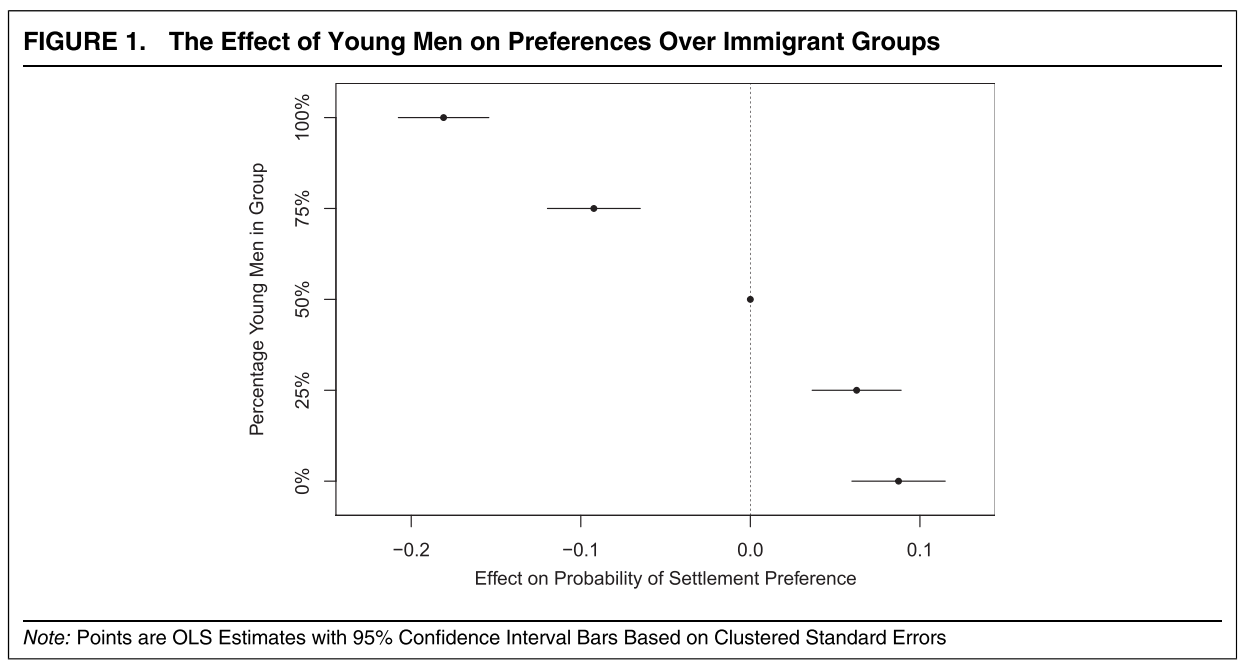 FIGURE 1. The Effect of Young Men on Preferences Over Immigrant Groups
Percentage Young Men in Group
100%
75%
50%
25%
0%
−0.2 −0.1 0.0 0.1
Effect on Probability of Settlement Preference
Note: Points are OLS Estimates with 95% Confidence Interval Bars Based on Clustered Standard Errors